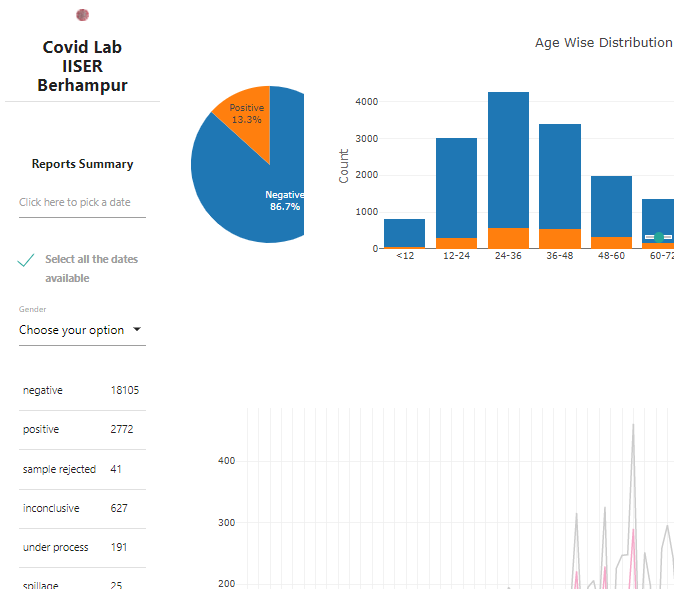 Covid Lab
IISER
Berhampur
Reports Summary
Click here to pick a date
Select all the dates
available
Gender
Choose your option
negative 18105
positive 2772
sample rejected 41
inconclusive 627
under process 191
spillage 25
Positive
13.3%
Negative
86.7%
Age Wise Distribution
Count
4000
3000
2000
1000
0
<12 12-24 24-36 36-48 48-60 60-72
400
300
200